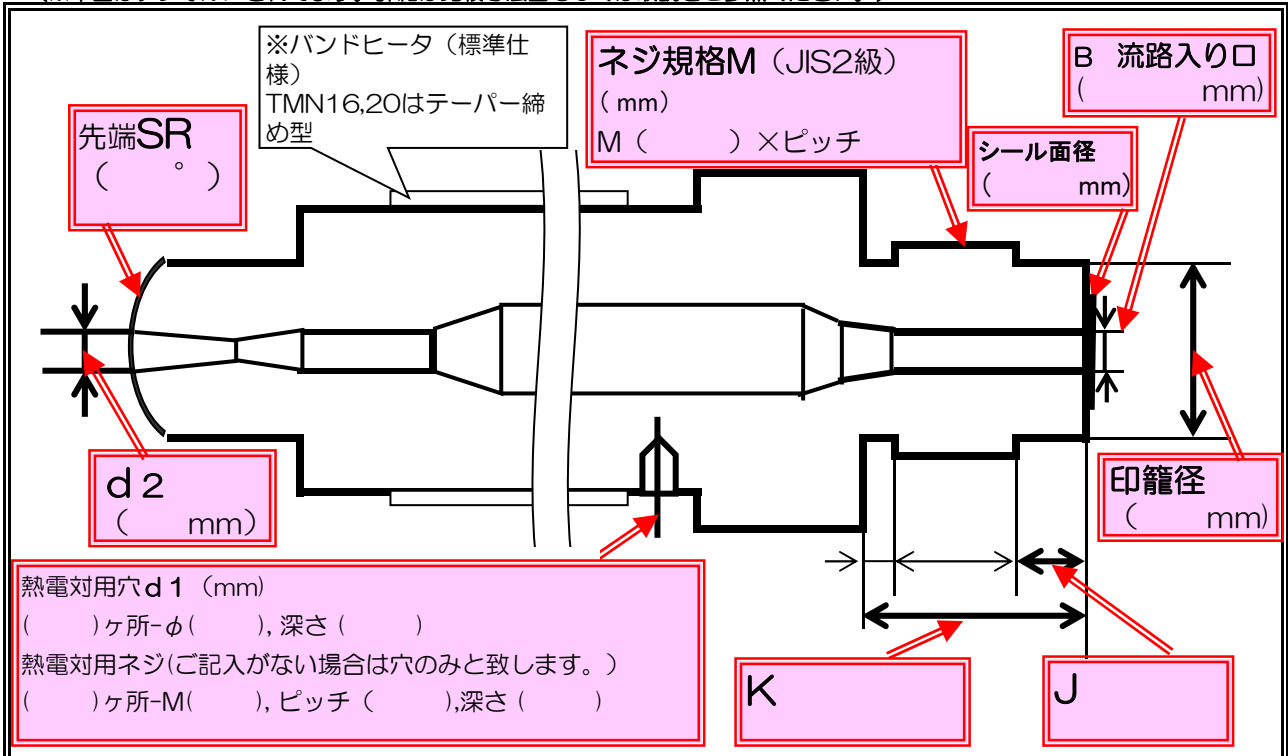 ※バンドヒータ（標準仕
様）
TMN16,20はテーパー締
め型
ネジ規格M（JIS2級）
（mm）
M（　　　）×ピッチ
B　流路入り口
（　　　mm)
先端SR
（　　°）
シール面径
（　　　mm)
d２
（　　mm）
印籠径
（　　mm)
熱電対用穴d１（mm)
(　　)ヶ所-φ(　　), 深さ（　　）
熱電対用ネジ(ご記入がない場合は穴のみと致します。）
(　　)ヶ所-M(　　), ピッチ（　　),深さ（　　）
K
J